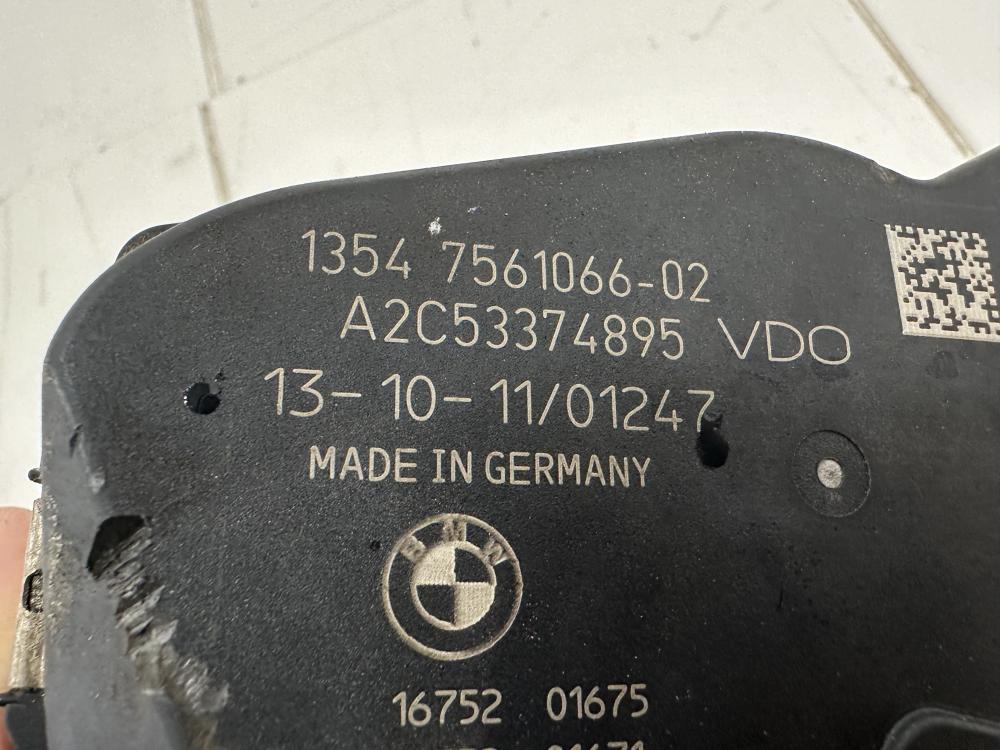 1354 7561066-02
A2C53374895 VDO
13-10-11/01247
MADE IN GERMANY
BMW
16752 01675